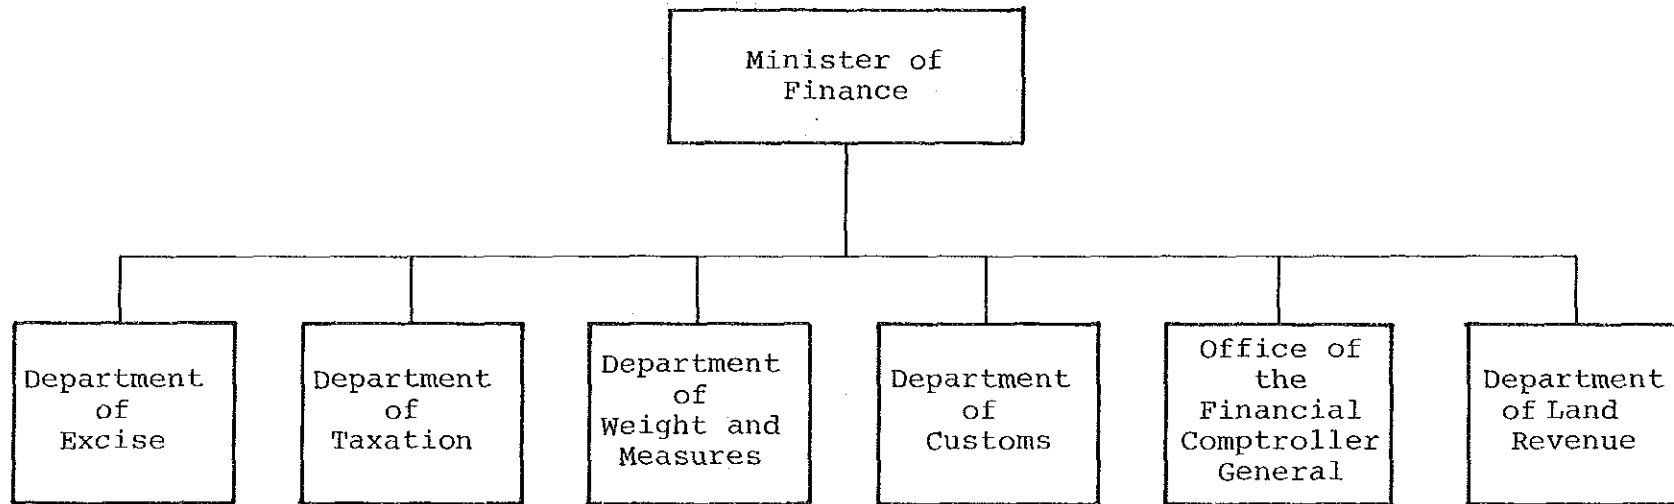 Minister of
Finance
Department
of
Excise
Department
of
Taxation
Department
of
Weight and
Measures
Department
of
Customs
Office of
the
Financial
Comptroller
General
Department
of Land
Revenue